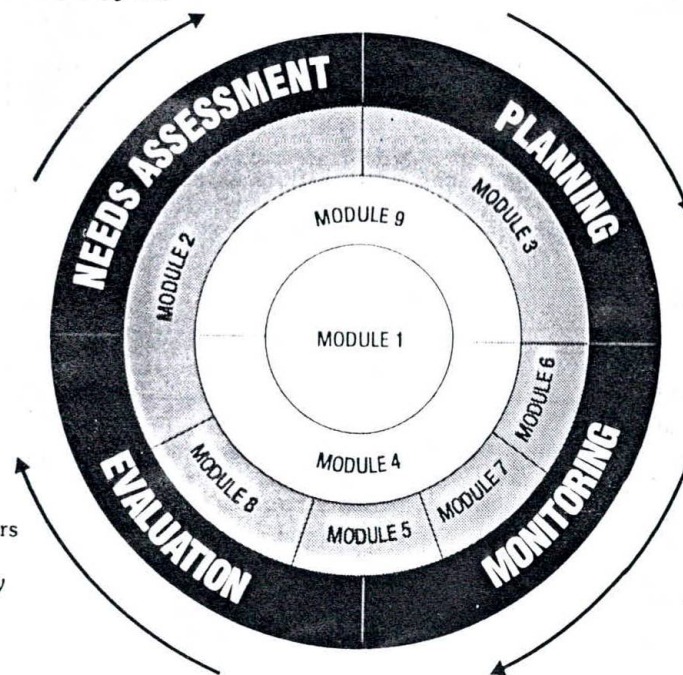 NEEDS ASSESSMENT
PLANNING
MODULE 2
MODULE 9
MODULE 3
MODULE 1
MODULE 6
MODULE 4
MODULE 7
MODULE 8
MODULE 5
EVALUATION
MONITORING